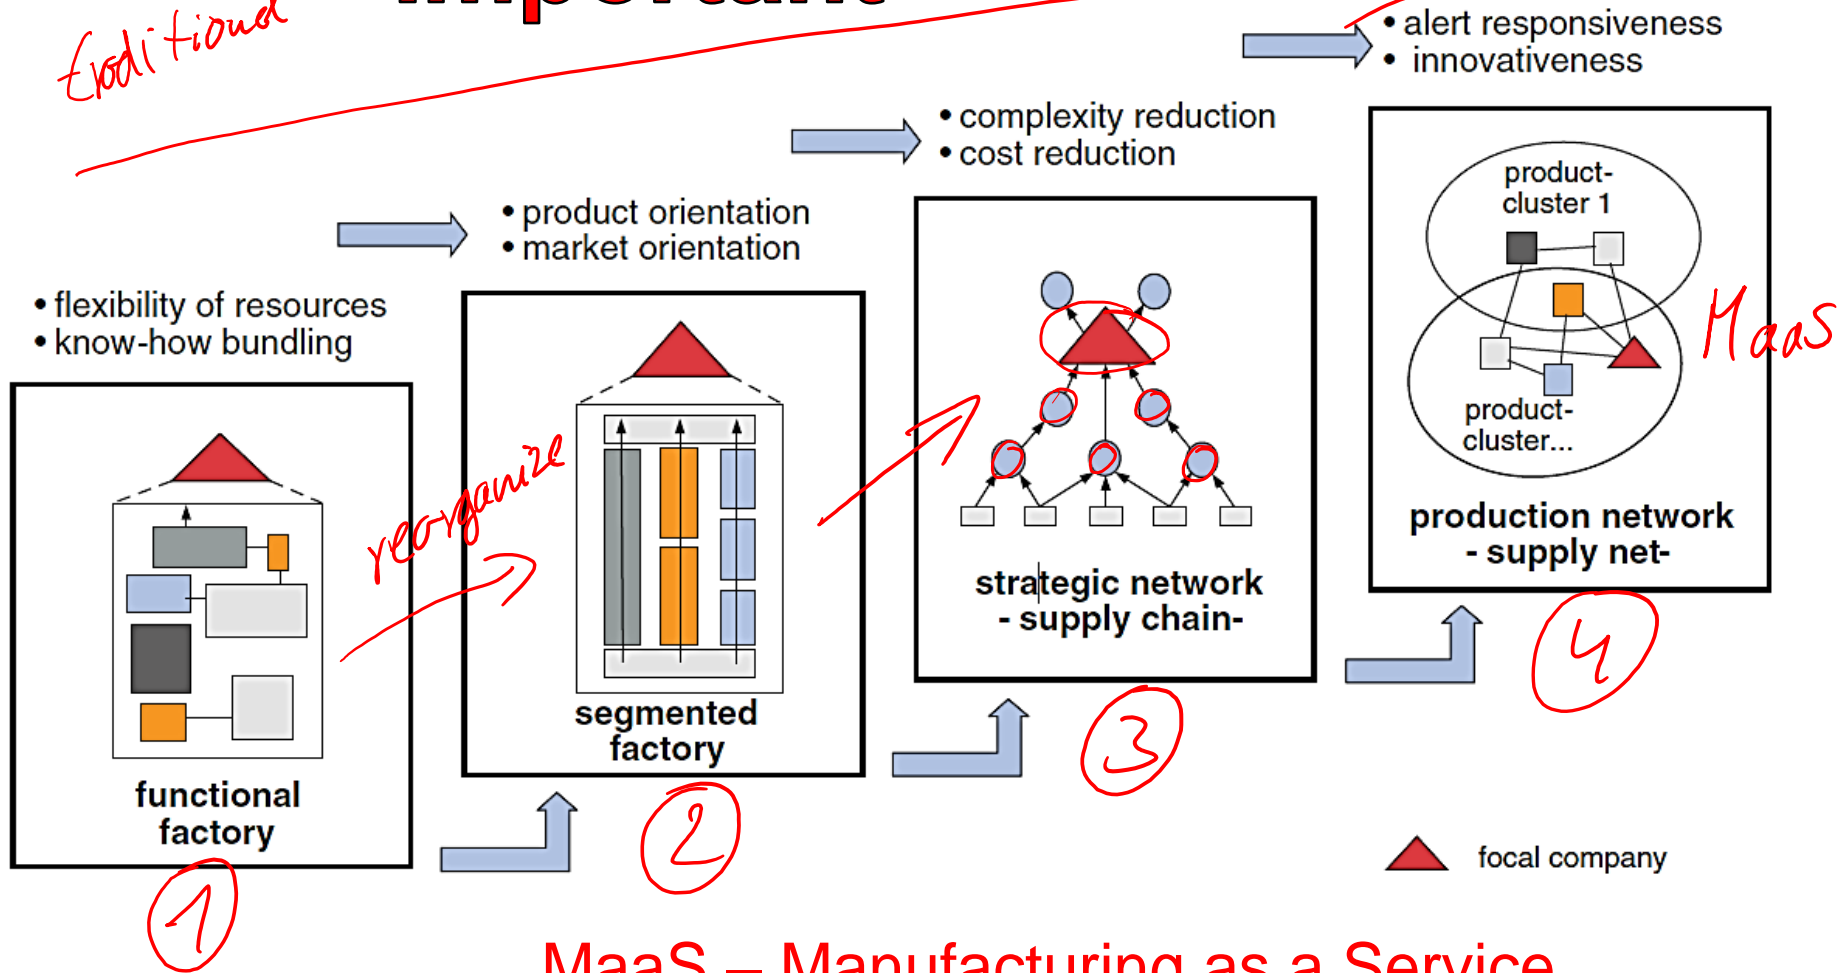 important
traditional
• alert responsiveness
• innovativeness
• complexity reduction
• cost reduction
• product orientation
• market orientation
• flexibility of resources
• know-how bundling
functional
factory
1
reorganize
segmented
factory
2
strategic network
- supply chain-
3
product-
cluster 1
product-
cluster...
MaaS
production network
- supply net-
4
focal company
MaaS – Manufacturing as a Service